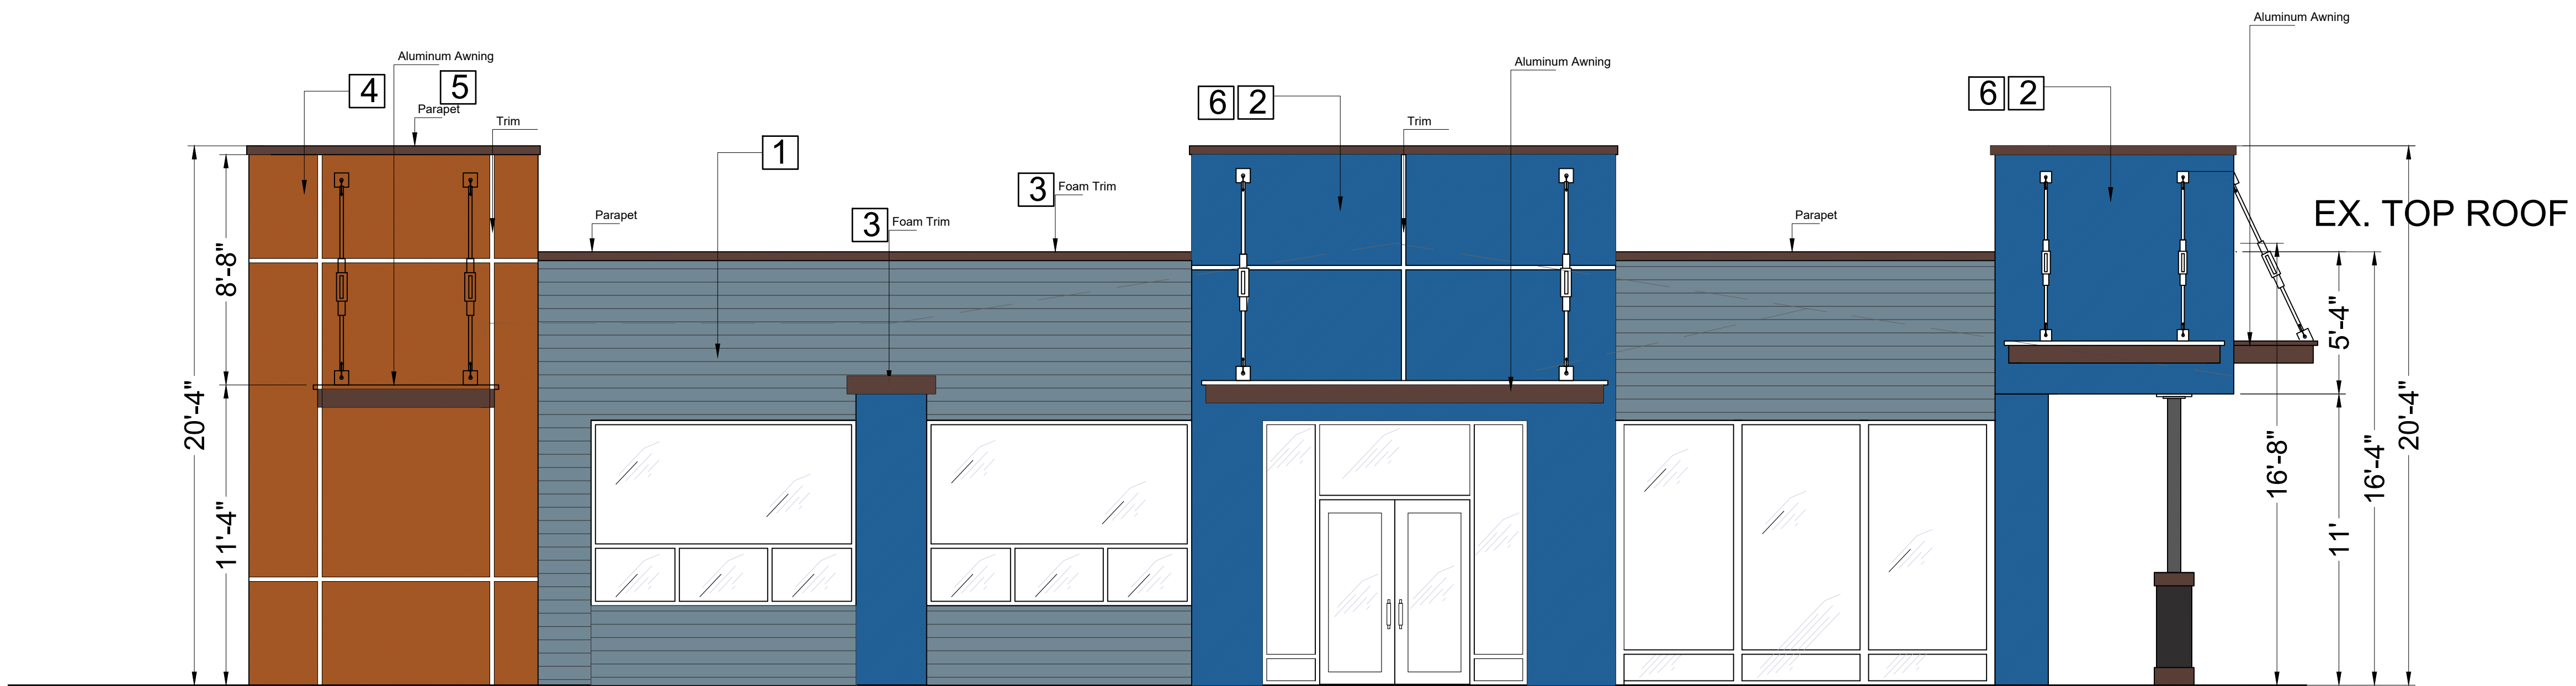 Aluminum Awning
Aluminum Awning
Aluminum Awning
4
5
Parapet
Trim
6 2
Trim
6 2
1
3 Foam Trim
3 Foam Trim
Parapet
Parapet
EX. TOP ROOF
20'-4"
8'-8"
11'-4"
5'-4"
11'
16'-8"
16'-4"
20'-4"